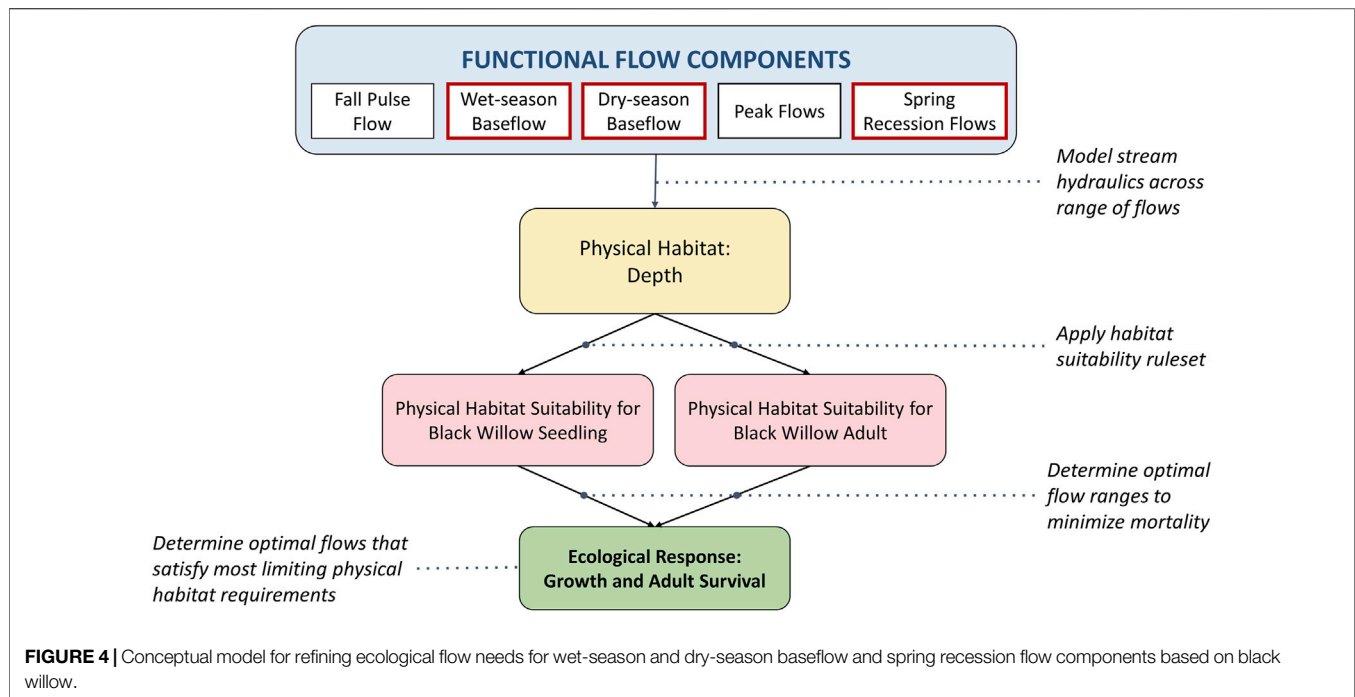 FUNCTIONAL FLOW COMPONENTS
Fall Pulse
Flow
Wet-season
Baseflow
Dry-season
Baseflow
Peak Flows
Spring
Recession Flows
Model stream
hydraulics across
range of flows
Physical Habitat:
Depth
Apply habitat
suitability ruleset
Physical Habitat Suitability for
Black Willow Seedling
Physical Habitat Suitability for
Black Willow Adult
Determine optimal
flow ranges to
minimize mortality
Determine optimal flows that
satisfy most limiting physical
habitat requirements
Ecological Response:
Growth and Adult Survival
FIGURE 4 | Conceptual model for refining ecological flow needs for wet-season and dry-season baseflow and spring recession flow components based on black
willow.